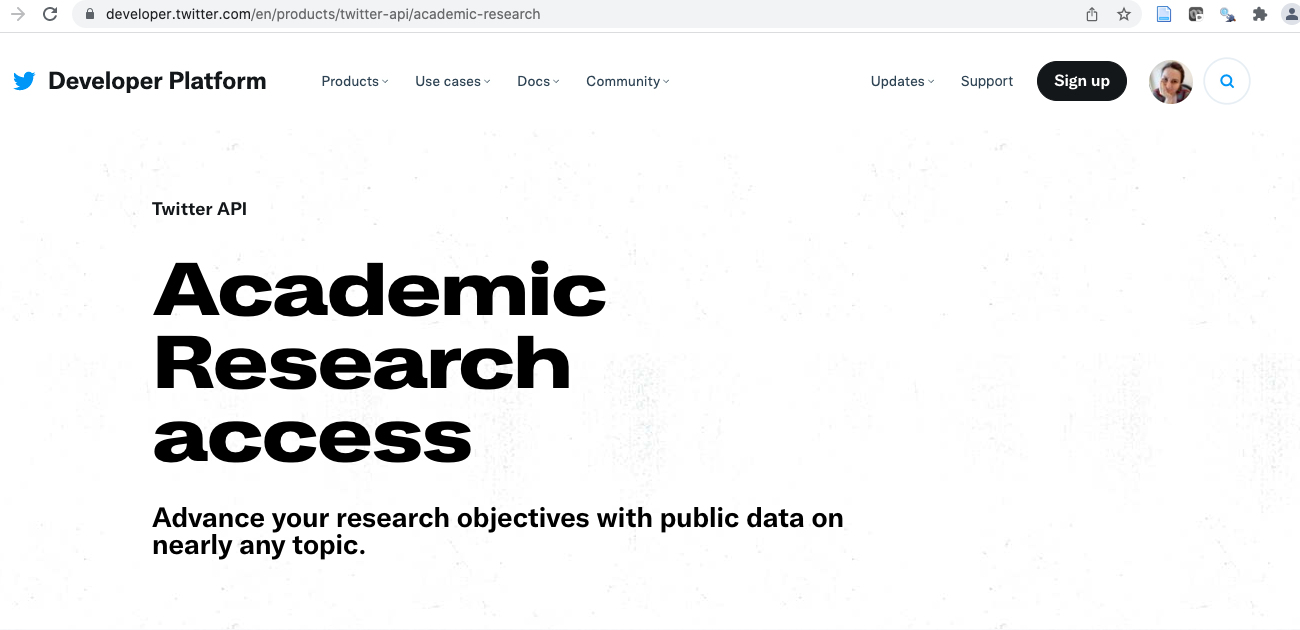 developer.twitter.com/en/products/twitter-api/academic-research
Developer Platform
Products
Use cases
Docs
Community
Updates
Support
Sign up
Twitter API
Academic
Research
access
Advance your research objectives with public data on
nearly any topic.